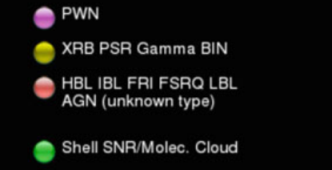 PWN
XRB PSR Gamma BIN
HBL IBL FRI FSRQ LBL
AGN (unknown type)
Shell SNR/Molec. Cloud